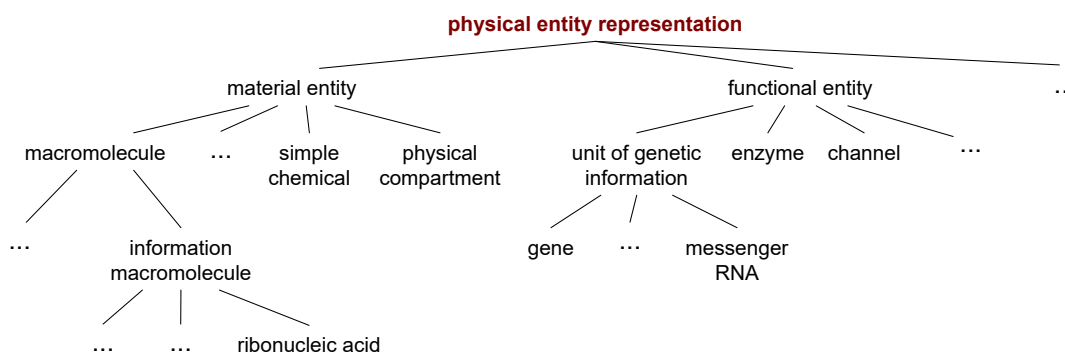 physical entity representation
material entity
functional entity
...
macromolecule
...
simple
chemical
physical
compartment
unit of genetic
information
enzyme
channel
...
...
information
macromolecule
gene
...
messenger
RNA
...
...
ribonucleic acid